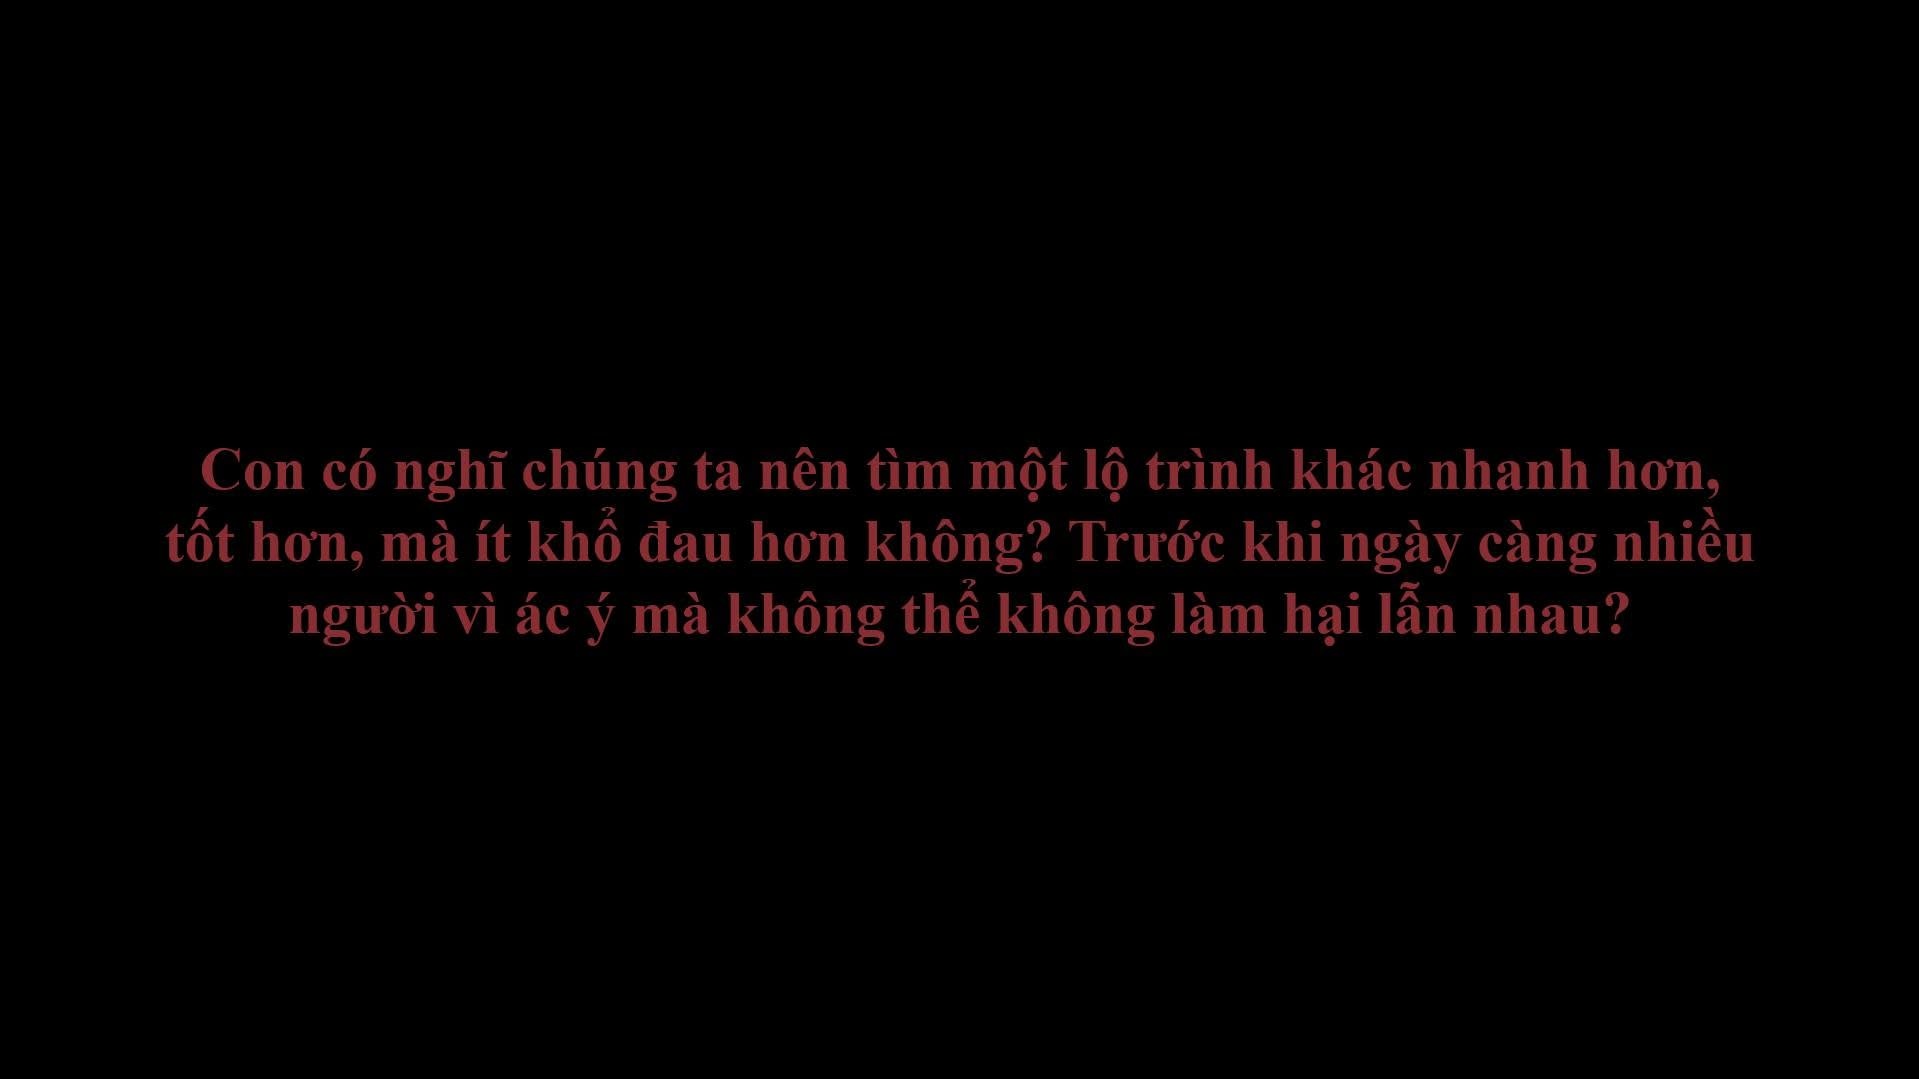 Con có nghĩ chúng ta nên tìm một lộ trình khác nhanh hơn,
tốt hơn, mà ít khổ đau hơn không? Trước khi ngày càng nhiều
người vì ác ý mà không thể không làm hại lẫn nhau?